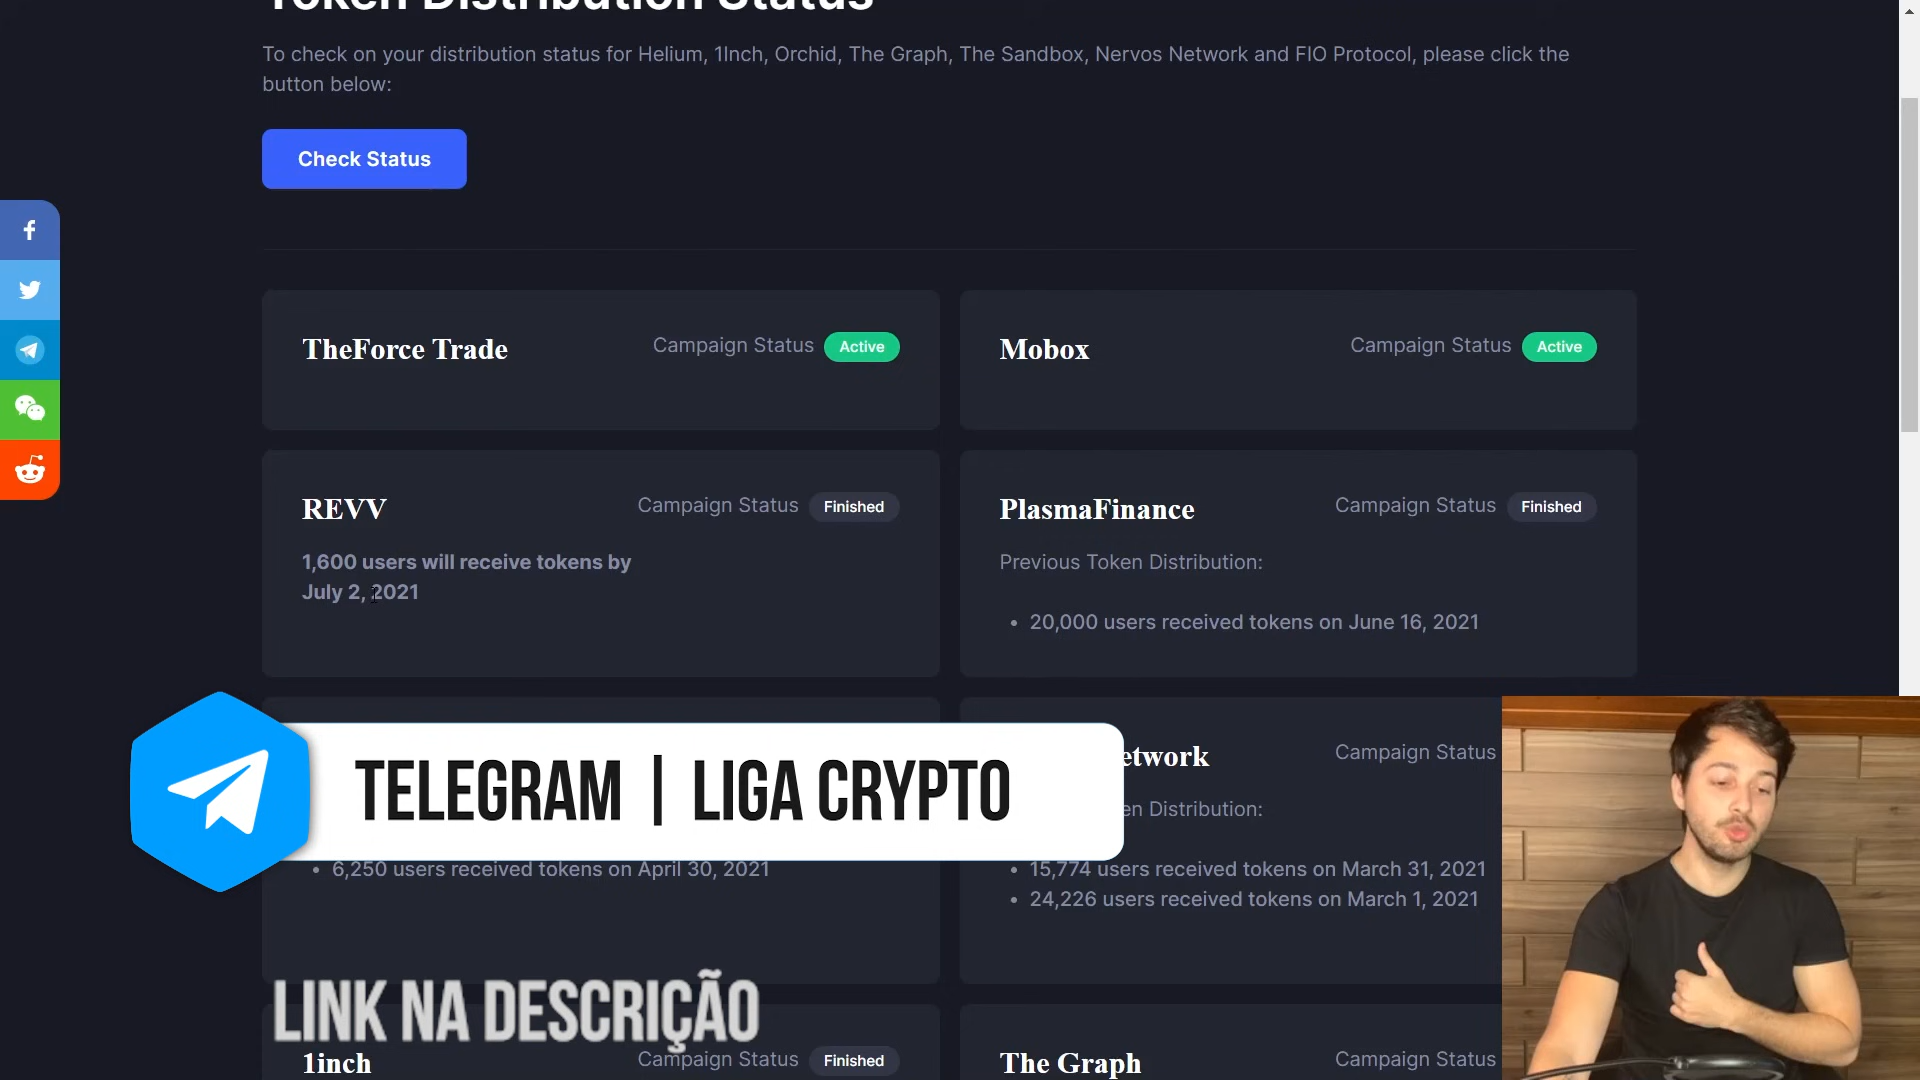 Token Distribution Status
To check on your distribution status for Helium, 1Inch, Orchid, The Graph, The Sandbox, Nervos Network and FIO Protocol, please click the
button below:
Check Status
TheForce Trade
Campaign Status
Active
Mobox
Campaign Status
Active
REVV
Campaign Status
Finished
1,600 users will receive tokens by
July 2, 2021
PlasmaFinance
Campaign Status
Finished
Previous Token Distribution:
20,000 users received tokens on June 16, 2021
TELEGRAM | LIGA CRYPTO
6,250 users received tokens on April 30, 2021
Campaign Status
Distribution:
15,774 users received tokens on March 31, 2021
24,226 users received tokens on March 1, 2021
LINK NA DESCRIÇÃO
1inch
Campaign Status
Finished
The Graph
Campaign Status